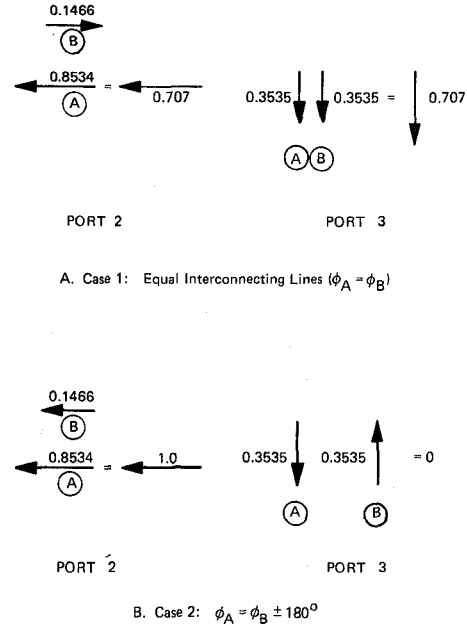 0.1466
B
0.8534
=
0.707
A
0.3535
0.3535 =
0.707
A B
PORT 2
PORT 3
A. Case 1: Equal Interconnecting Lines (ϕA = ϕB)
0.1466
B
0.8534
=
1.0
A
0.3535
0.3535
= 0
A
B
PORT 2
PORT 3
B. Case 2: ϕA = ϕB ± 180°